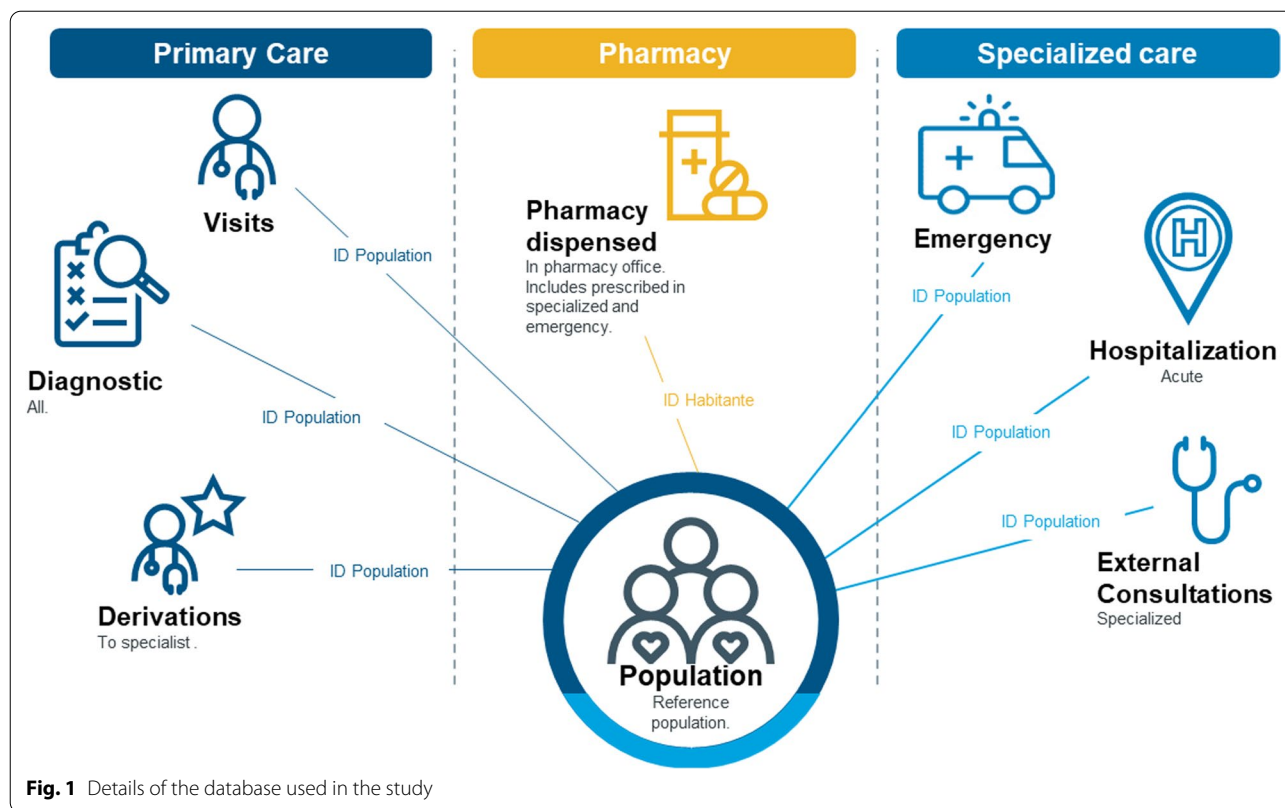 Primary Care
Visits
ID Population
Diagnostic
All.
ID Population
Derivations
To specialist .
ID Population
Pharmacy
Pharmacy
dispensed
In pharmacy office.
Includes prescribed in
specialized and
emergency.
ID Habitante
Specialized care
Emergency
ID Population
H
Hospitalization
Acute
ID Population
External
Consultations
Specialized
ID Population
Population
Reference
population.
Fig. 1 Details of the database used in the study